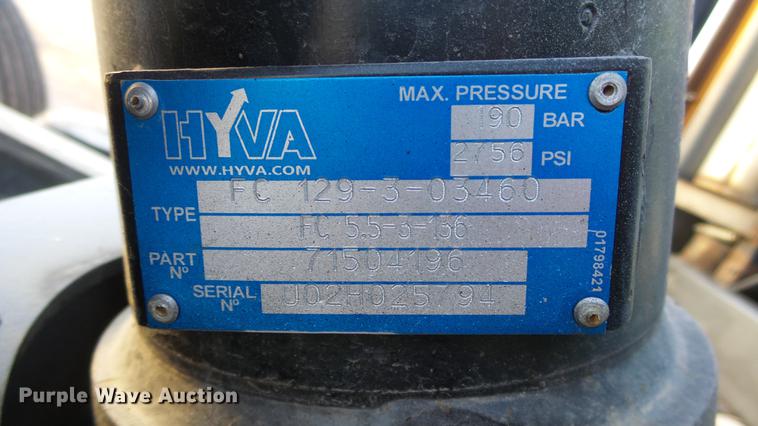 HYVA
WWW.HYVA.COM
MAX. PRESSURE
190 BAR
2756 PSI
TYPE
FC 129-3-03460
FC 5.5-3-136
PART Nº 71504196
SERIAL Nº J02H025794
01798421
Purple Wave Auction®